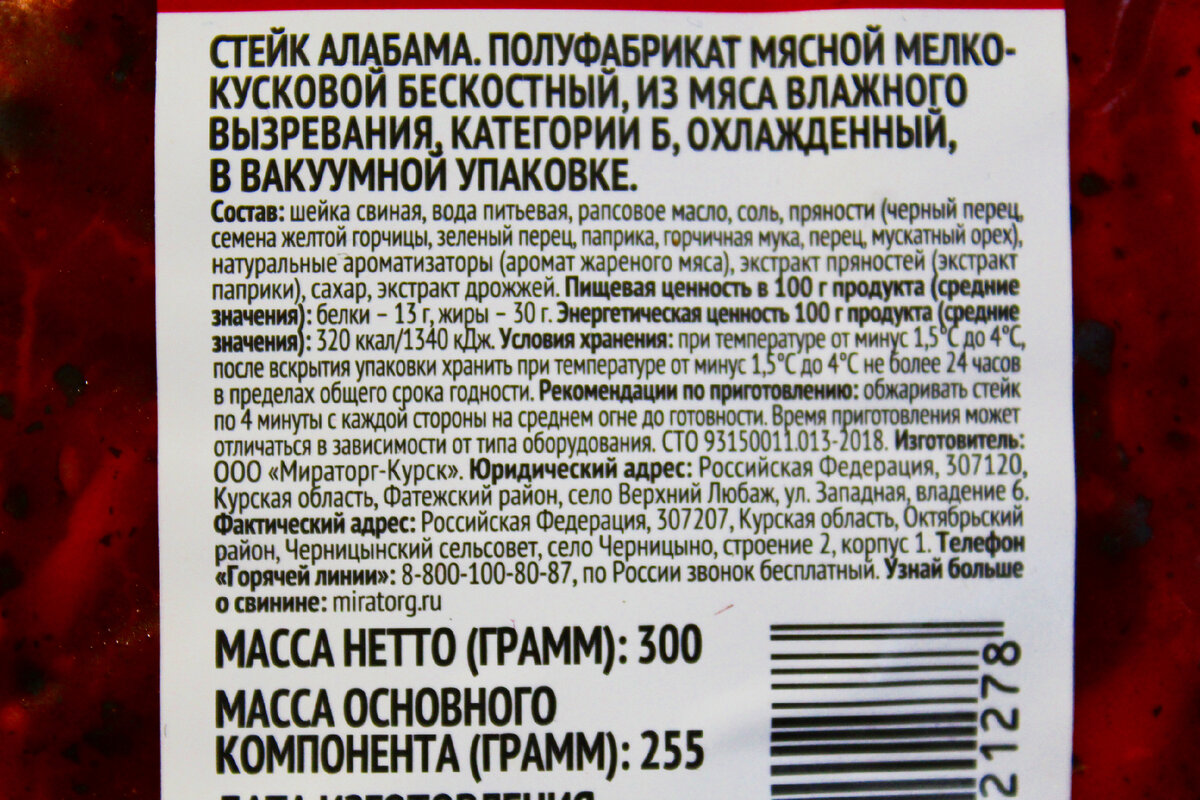 СТЕЙК АЛАБАМА. ПОЛУФАБРИКАТ МЯСНОЙ МЕЛКО-
КУСКОВОЙ БЕСКОСТНЫЙ, ИЗ МЯСА ВЛАЖНОГО
ВЫЗРЕВАНИЯ, КАТЕГОРИИ Б, ОХЛАЖДЕННЫЙ,
В ВАКУУМНОЙ УПАКОВКЕ.
Состав: шейка свиная, вода питьевая, рапсовое масло, соль, пряности (черный перец,
семена желтой горчицы, зеленый перец, паприка, горчичная мука, перец, мускатный орех),
натуральные ароматизаторы (аромат жареного мяса), экстракт пряностей (экстракт
паприки), сахар, экстракт дрожжей. Пищевая ценность в 100 г продукта (средние
значения): белки – 13 г, жиры – 30 г. Энергетическая ценность 100 г продукта (средние
значения): 320 ккал/1340 кДж. Условия хранения: при температуре от минус 1,5°С до 4°С,
после вскрытия упаковки хранить при температуре от минус 1,5°С до 4°С не более 24 часов
в пределах общего срока годности. Рекомендации по приготовлению: обжаривать стейк
по 4 минуты с каждой стороны на среднем огне до готовности. Время приготовления может
отличаться в зависимости от типа оборудования. СТО 93150011.013-2018. Изготовитель:
ООО «Мираторг-Курск». Юридический адрес: Российская Федерация, 307120,
Курская область, Фатежский район, село Верхний Любаж, ул. Западная, владение 6.
Фактический адрес: Российская Федерация, 307207, Курская область, Октябрьский
район, Черницынский сельсовет, село Черницыно, строение 2, корпус 1. Телефон
«Горячей линии»: 8-800-100-80-87, по России звонок бесплатный. Узнай больше
о свинине: miratorg.ru
МАССА НЕТТО (ГРАММ): 300
МАССА ОСНОВНОГО
КОМПОНЕНТА (ГРАММ): 255
ДАТА ИЗГОТОВЛЕНИЯ
21278